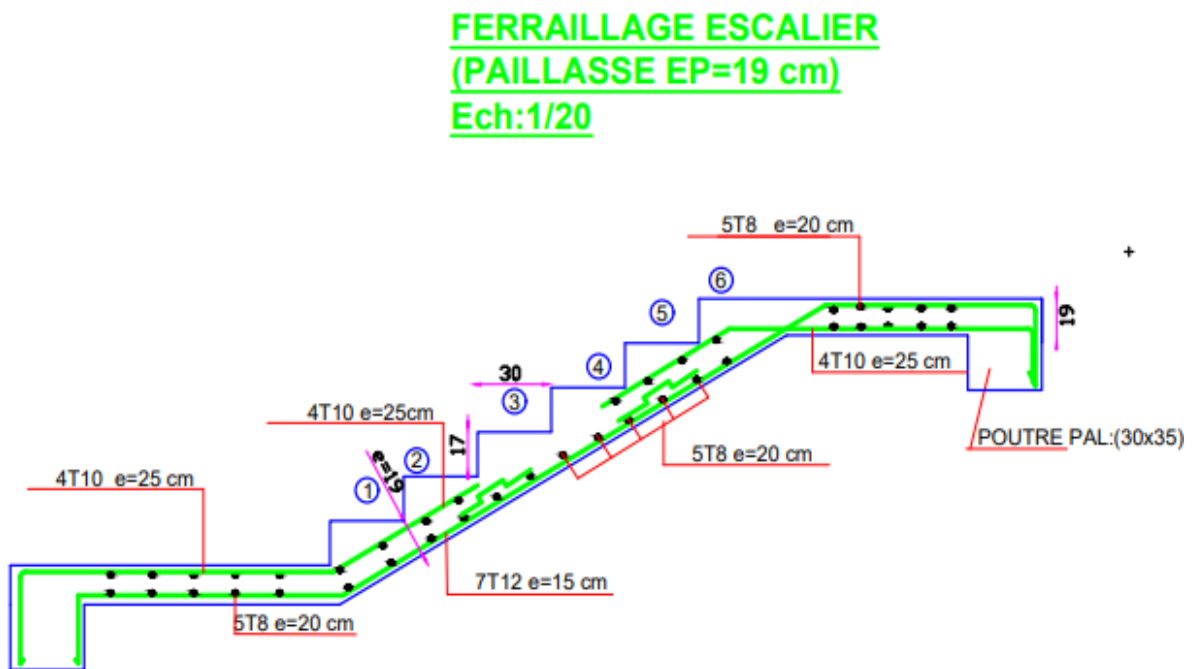 FERRAILLAGE ESCALIER
(PAILLASSE EP=19 cm)
Ech:1/20
5T8 e=20 cm
6
5
19
4
30
4T10 e=25 cm
3
4T10 e=25cm
17
POUTRE PAL:(30x35)
2
e=19
5T8 e=20 cm
4T10 e=25 cm
1
7T12 e=15 cm
5T8 e=20 cm